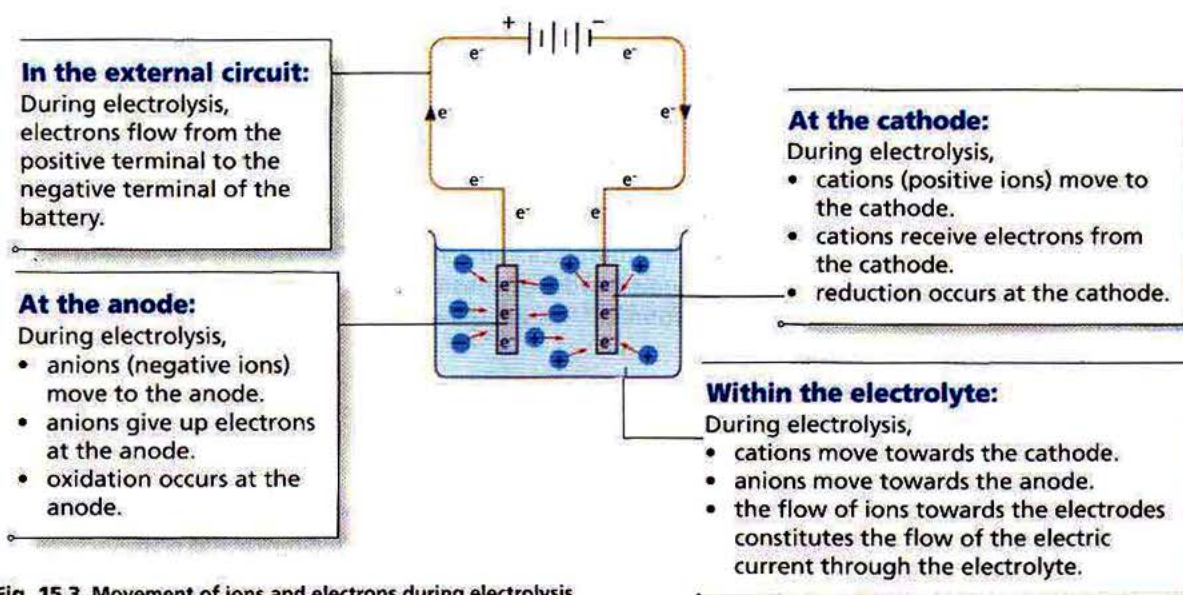 In the external circuit:
During electrolysis,
electrons flow from the
positive terminal to the
negative terminal of the
battery.
+
−
e⁻
e⁻
e⁻
e⁻
e⁻
e⁻
e⁻
e
At the cathode:
During electrolysis,
• cations (positive ions) move to
the cathode.
• cations receive electrons from
the cathode.
• reduction occurs at the cathode.
At the anode:
During electrolysis,
• anions (negative ions)
move to the anode.
• anions give up electrons
at the anode.
• oxidation occurs at the
anode.
e⁻
e⁻
e⁻
e⁻
e⁻
e⁻
Within the electrolyte:
During electrolysis,
• cations move towards the cathode.
• anions move towards the anode.
• the flow of ions towards the electrodes
constitutes the flow of the electric
current through the electrolyte.
Fig. 15.3 Movement of ions and electrons during electrolysis